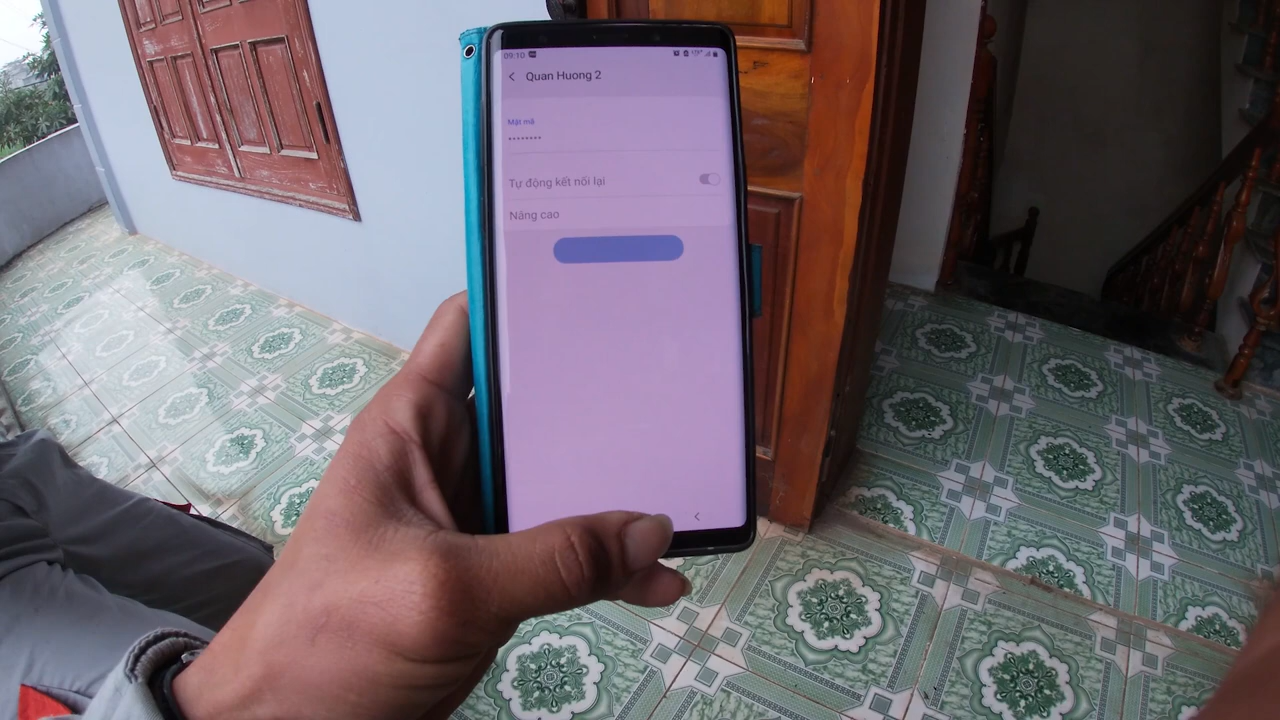 09:10
Quan Huong 2
Mật mã
••••••••
Tự động kết nối lại
Nâng cao